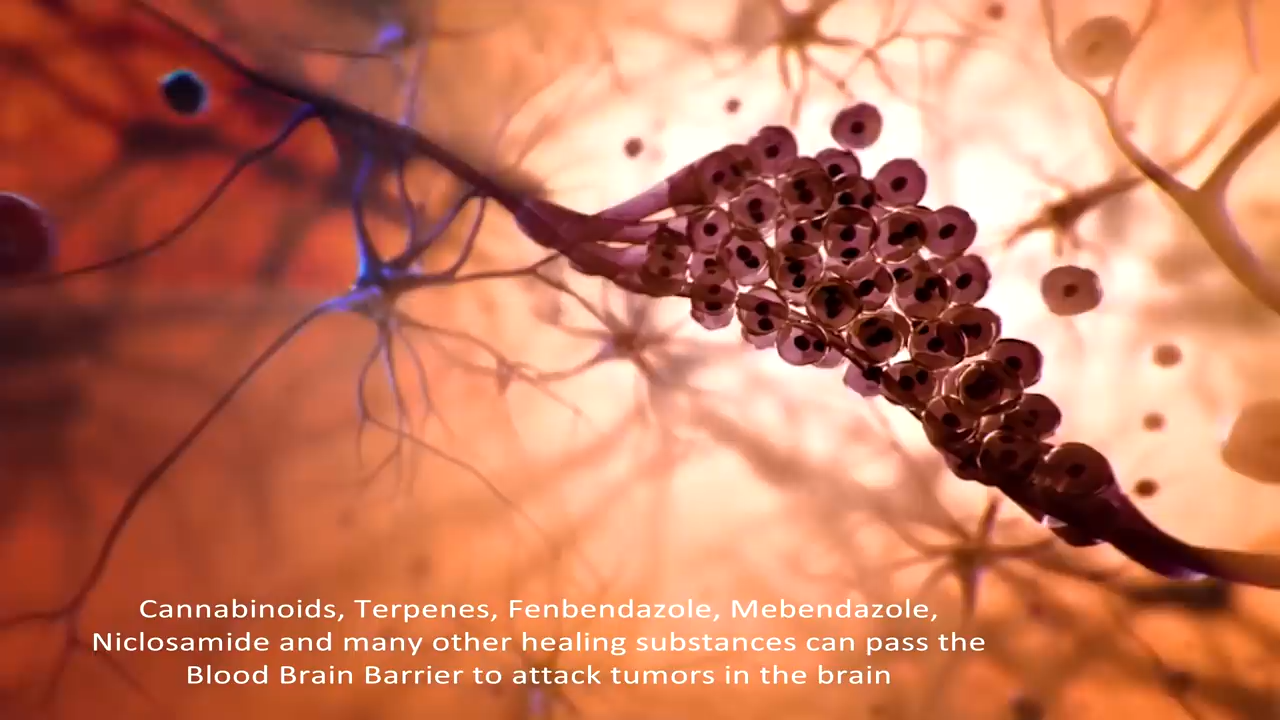 Cannabinoids, Terpenes, Fenbendazole, Mebendazole,
Niclosamide and many other healing substances can pass the
Blood Brain Barrier to attack tumors in the brain